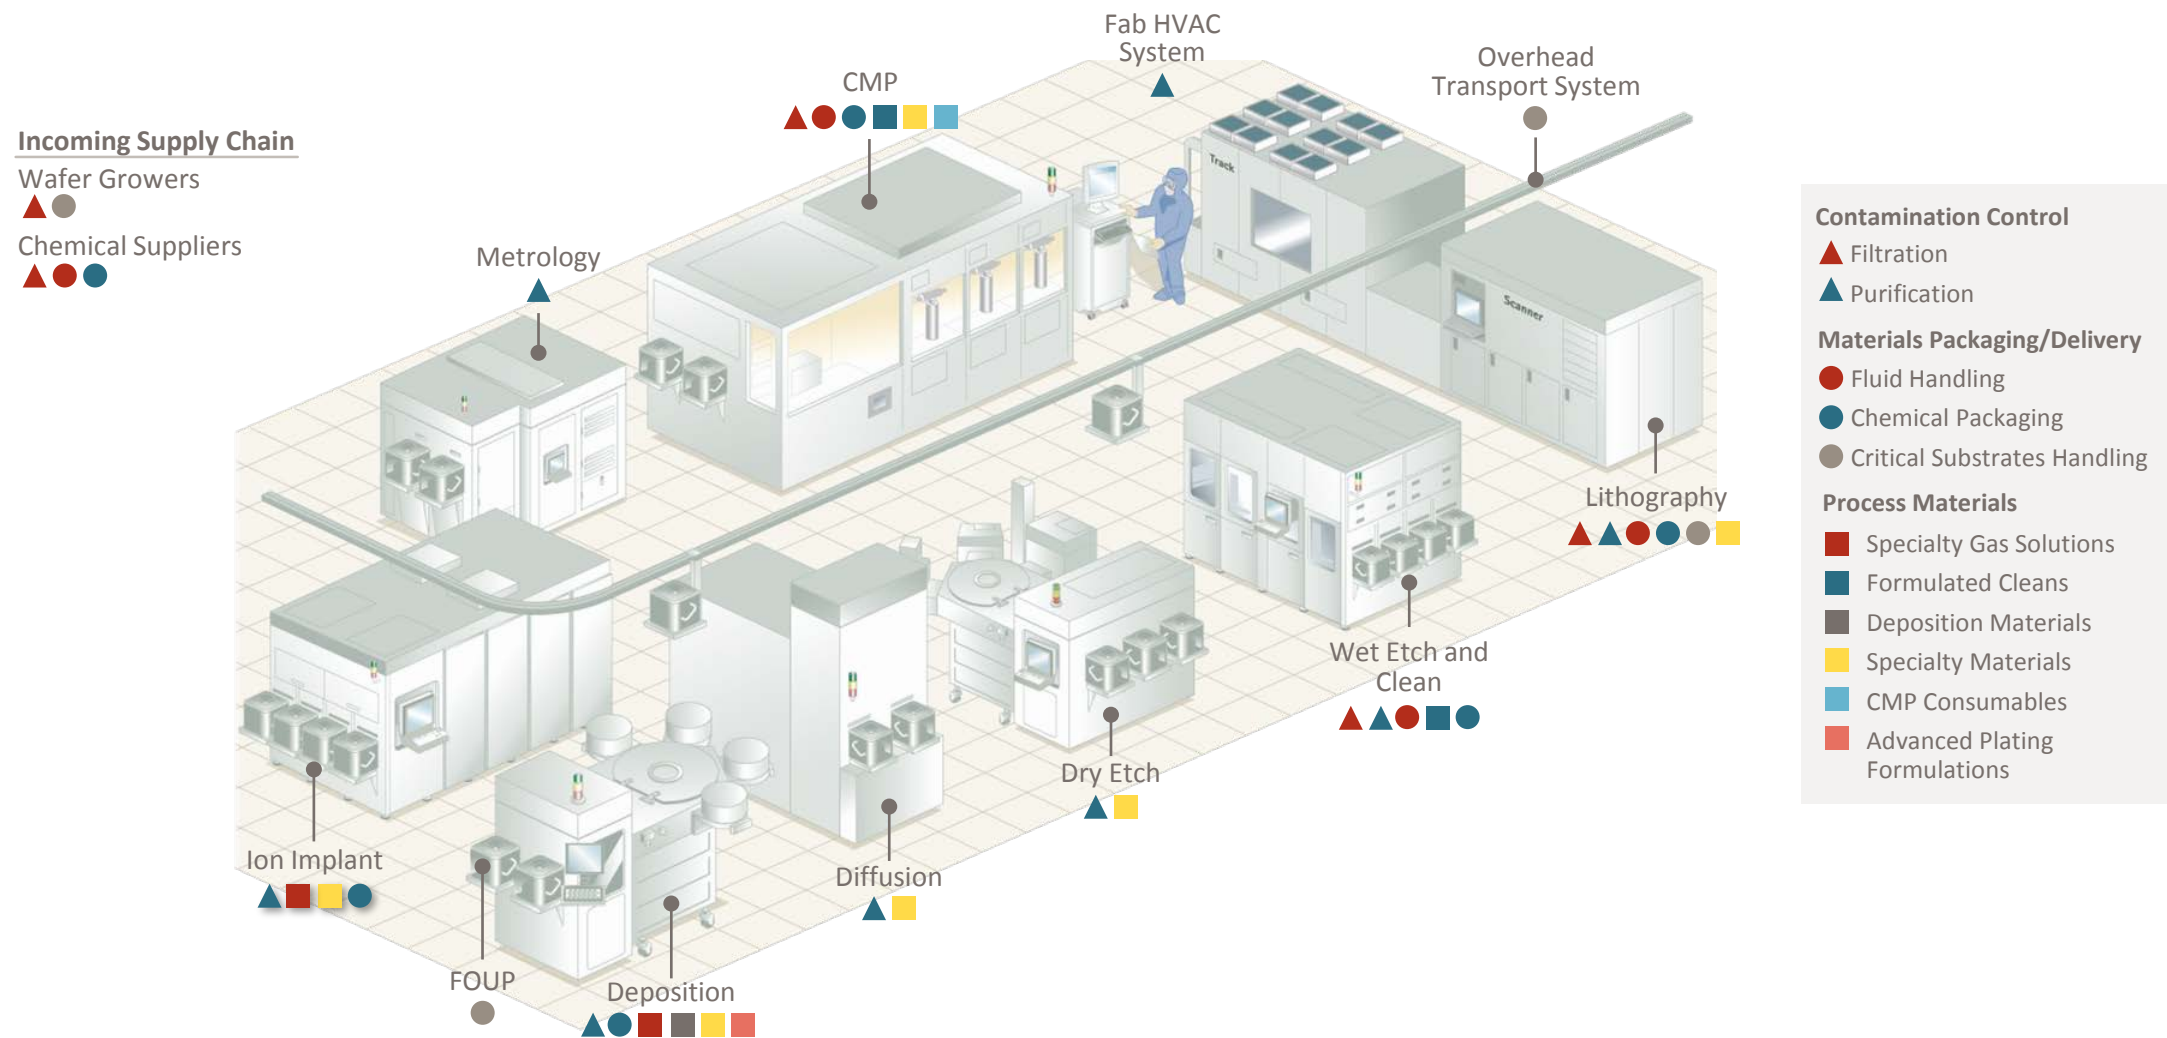 Fab HVAC
System
Overhead
Transport System
CMP
Incoming Supply Chain
Wafer Growers
Chemical Suppliers
Metrology
Track
Scanner
Contamination Control
Filtration
Purification
Materials Packaging/Delivery
Fluid Handling
Chemical Packaging
Critical Substrates Handling
Process Materials
Specialty Gas Solutions
Formulated Cleans
Deposition Materials
Specialty Materials
CMP Consumables
Advanced Plating
Formulations
Lithography
Wet Etch and
Clean
Dry Etch
Diffusion
Ion Implant
FOUP
Deposition